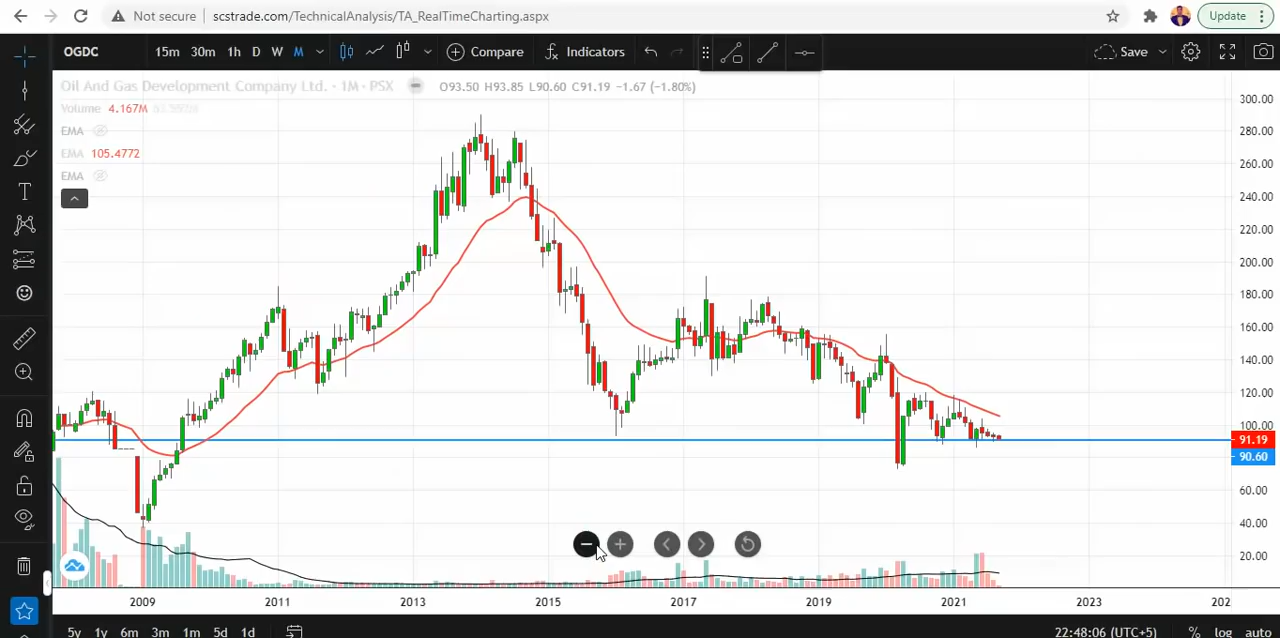 Not secure | scstrade.com/TechnicalAnalysis/TA_RealTimeCharting.aspx Update
OGDC 15m 30m 1h D W M Compare Indicators Save
Oil And Gas Development Company Ltd. · 1M · PSX O93.50 H93.85 L90.60 C91.19 −1.67 (−1.80%)
Volume 4.167M
EMA
EMA 105.4772
EMA
300.00
280.00
260.00
240.00
220.00
200.00
180.00
160.00
140.00
120.00
100.00
91.19
90.60
60.00
40.00
20.00
2009 2011 2013 2015 2017 2019 2021 2023 202
5y 1y 6m 3m 1m 5d 1d 22:48:06 (UTC+5) % log auto